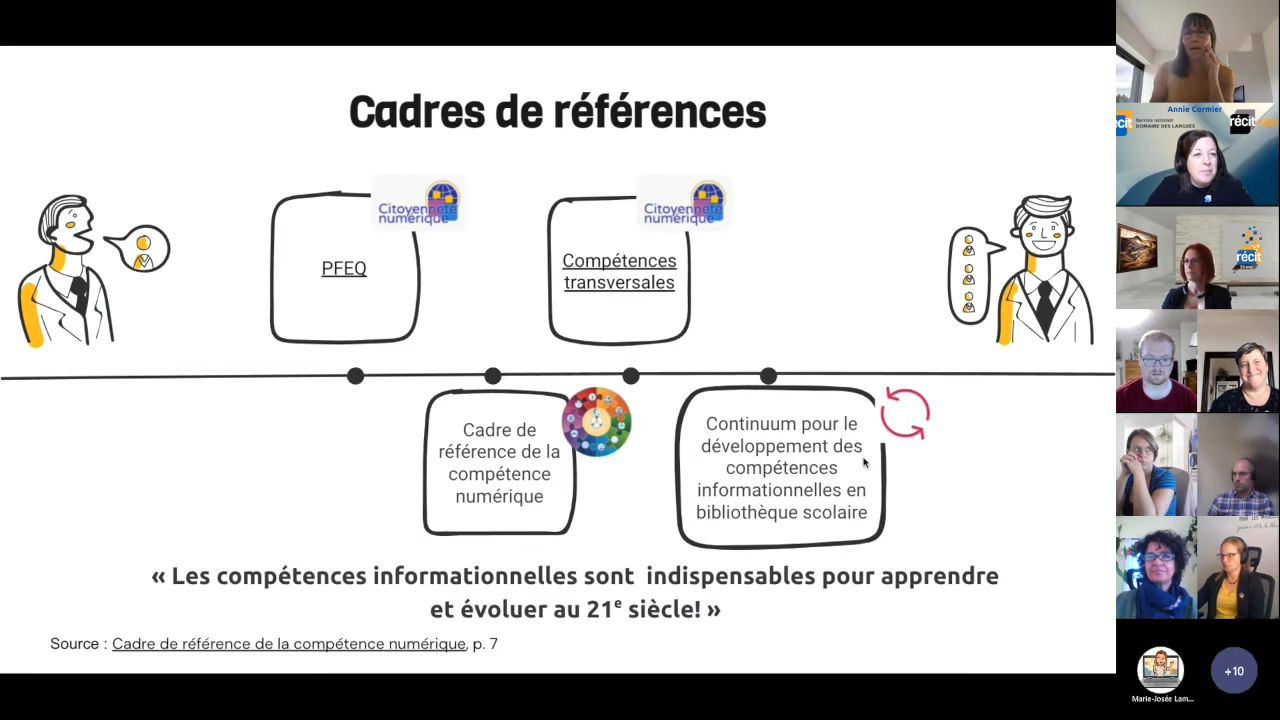 Cadres de références
Citoyenneté
numérique
Citoyenneté
numérique
PFEQ
Compétences
transversales
Cadre de
référence de la
compétence
numérique
Continuum pour le
développement des
compétences
informationnelles en
bibliothèque scolaire
« Les compétences informationnelles sont indispensables pour apprendre
et évoluer au 21e siècle! »
Source : Cadre de référence de la compétence numérique, p. 7
Annie Cormier
récit
Service national
DOMAINE DES LANGUES
récit
récit
Marie-Josée Lam...
+10